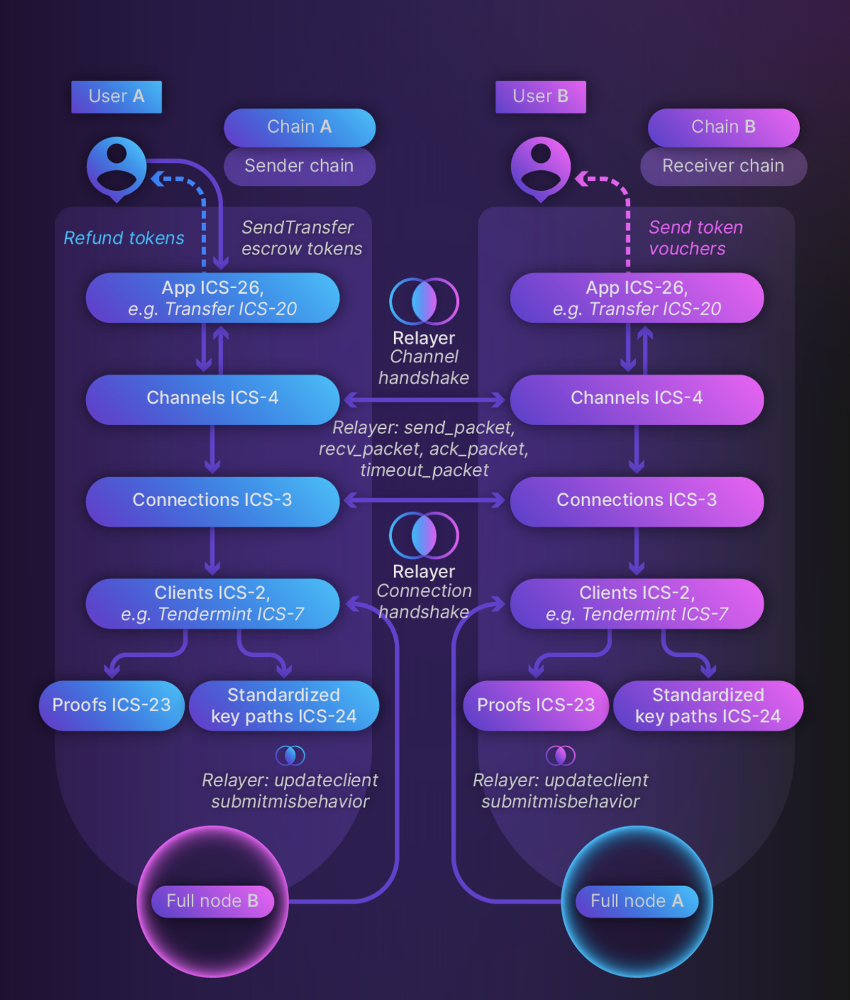 User A
User B
Chain A
Chain B
Sender chain
Receiver chain
Refund tokens
SendTransfer
escrow tokens
Send token
vouchers
App ICS-26,
e.g. Transfer ICS-20
App ICS-26,
e.g. Transfer ICS-20
Relayer
Channel
handshake
Channels ICS-4
Channels ICS-4
Relayer: send_packet,
recv_packet, ack_packet,
timeout_packet
Connections ICS-3
Connections ICS-3
Relayer
Connection
handshake
Clients ICS-2,
e.g. Tendermint ICS-7
Clients ICS-2,
e.g. Tendermint ICS-7
Proofs ICS-23
Standardized
key paths ICS-24
Proofs ICS-23
Standardized
key paths ICS-24
Relayer: updateclient
submitmisbehavior
Relayer: updateclient
submitmisbehavior
Full node B
Full node A